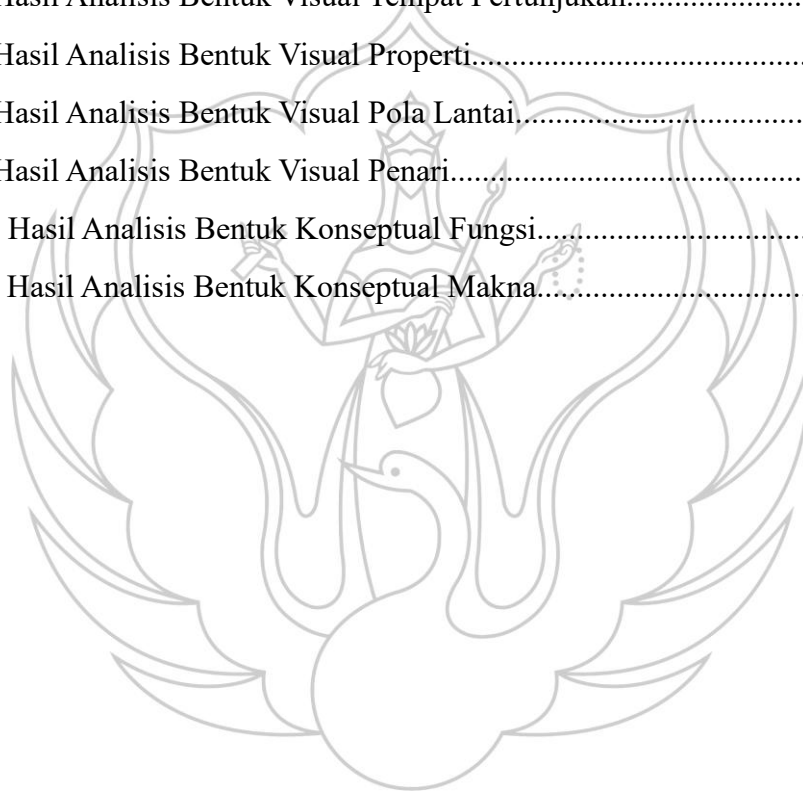 Hasil Analisis Bentuk Visual Tempat Pertunjukan....................
Hasil Analisis Bentuk Visual Properti........................................
Hasil Analisis Bentuk Visual Pola Lantai...................................
Hasil Analisis Bentuk Visual Penari...........................................
Hasil Analisis Bentuk Konseptual Fungsi.................................
Hasil Analisis Bentuk Konseptual Makna.................................